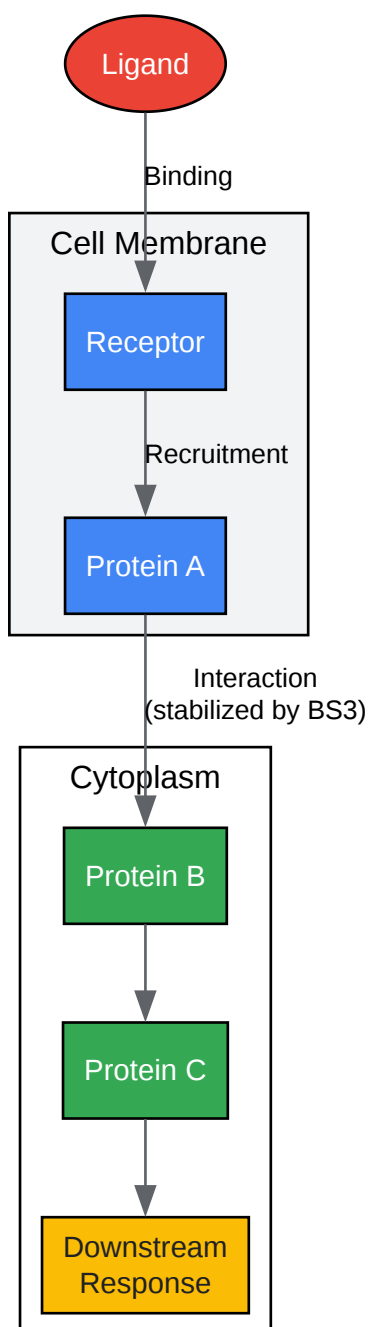 Ligand
Binding
Cell Membrane
Receptor
Recruitment
Protein A
Interaction
(stabilized by BS3)
Cytoplasm
Protein B
Protein C
Downstream
Response